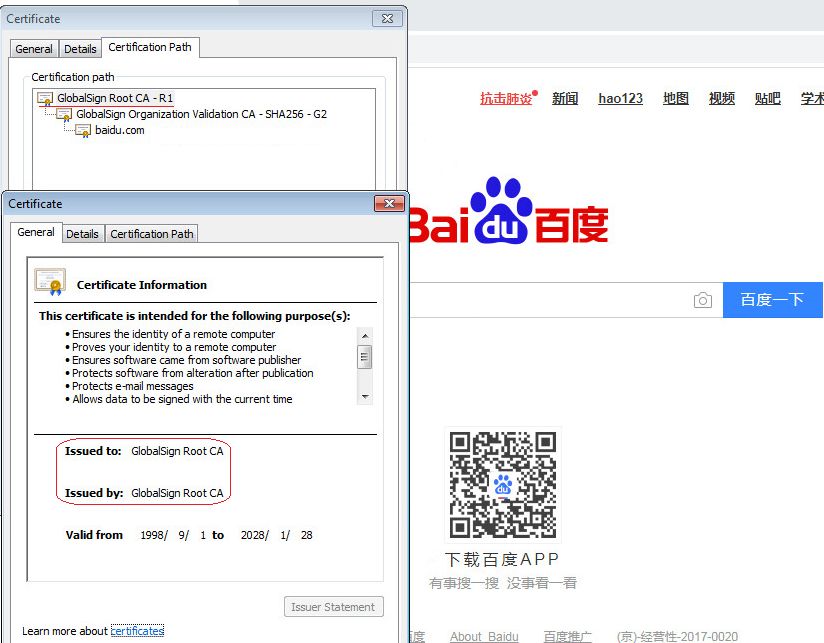 Certificate
General Details Certification Path
Certification path
GlobalSign Root CA - R1
GlobalSign Organization Validation CA - SHA256 - G2
baidu.com
Certificate
General Details Certification Path
Certificate Information
This certificate is intended for the following purpose(s):
• Ensures the identity of a remote computer
• Proves your identity to a remote computer
• Ensures software came from software publisher
• Protects software from alteration after publication
• Protects e-mail messages
• Allows data to be signed with the current time
Issued to: GlobalSign Root CA
Issued by: GlobalSign Root CA
Valid from 1998/ 9/ 1 to 2028/ 1/ 28
Issuer Statement
Learn more about certificates
抗击肺炎 新闻 hao123 地图 视频 贴吧 学术
Bai du 百度
百度一下
du
下载百度APP
有事搜一搜 没事看一看
度 About Baidu 百度推广 (京)-经营性-2017-0020